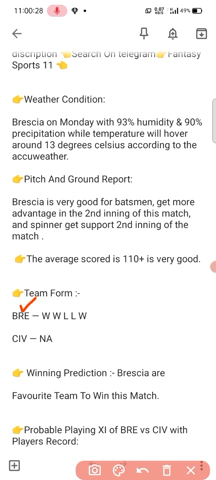 11:00:28
49%
discription 👈Search On telegram👉 Fantasy
Sports 11 👈
👉Weather Condition:
Brescia on Monday with 93% humidity & 90%
precipitation while temperature will hover
around 13 degrees celsius according to the
accuweather.
👉Pitch And Ground Report:
Brescia is very good for batsmen, get more
advantage in the 2nd inning of this match,
and spinner get support 2nd inning of the
match .
👉The average scored is 110+ is very good.
👉Team Form :-
BRE – W W L L W
CIV – NA
👉 Winning Prediction :- Brescia are
Favourite Team To Win this Match.
👉Probable Playing XI of BRE vs CIV with
Players Record: